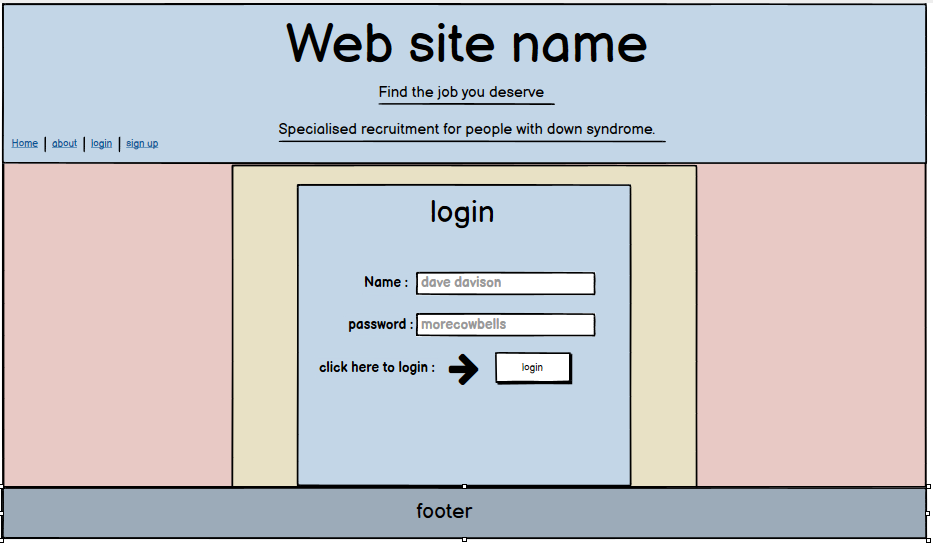 Web site name
Find the job you deserve
Specialised recruitment for people with down syndrome.
Home | about | login | sign up
login
Name : dave davison
password : morecowbells
click here to login : login
footer